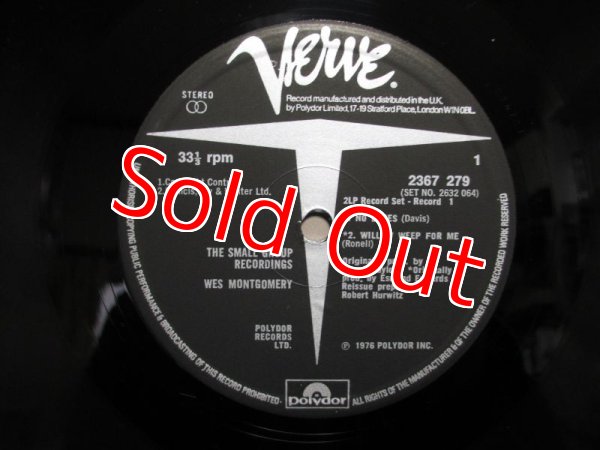 Verve.
Record manufactured and distributed in the U.K.
by Polydor Limited, 17-19 Stratford Place, London W1N 0BL.
STEREO
33⅓ rpm
1
2367 279
(SET NO. 2632 064)
2LP Record Set - Record 1
(Davis)
*2. WEEP FOR ME
(Ronell)
THE SMALL GROUP
RECORDINGS
WES MONTGOMERY
Reissue
Robert Hurwitz
POLYDOR
RECORDS
LTD.
℗ 1976 POLYDOR INC.
polydor
COPYING PUBLIC PERFORMANCE & BROADCASTING OF THIS RECORD PROHIBITED-
ALL RIGHTS OF THE MANUFACTURER & OF THE OWNER OF THE RECORDED WORK RESERVED
Sold Out